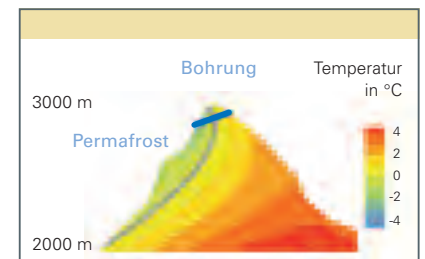 Bohrung
Temperatur
in °C
3000 m
Permafrost
4
2
0
-2
-4
2000 m